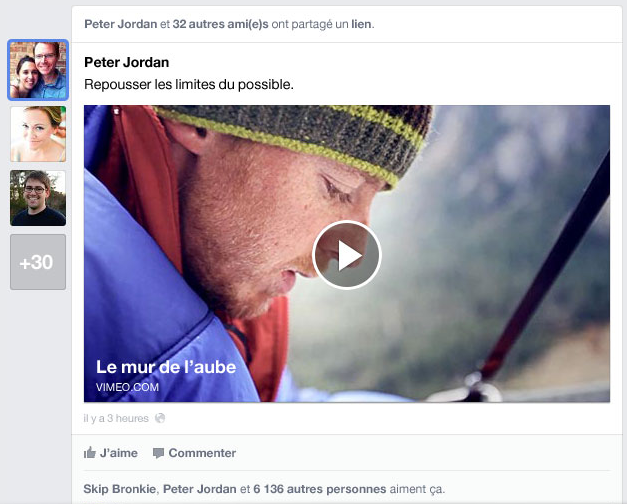 Peter Jordan et 32 autres ami(e)s ont partagé un lien.
Peter Jordan
Repousser les limites du possible.
+30
Le mur de l'aube
VIMEO.COM
il y a 3 heures
J'aime Commenter
Skip Bronkie, Peter Jordan et 6 136 autres personnes aiment ça.